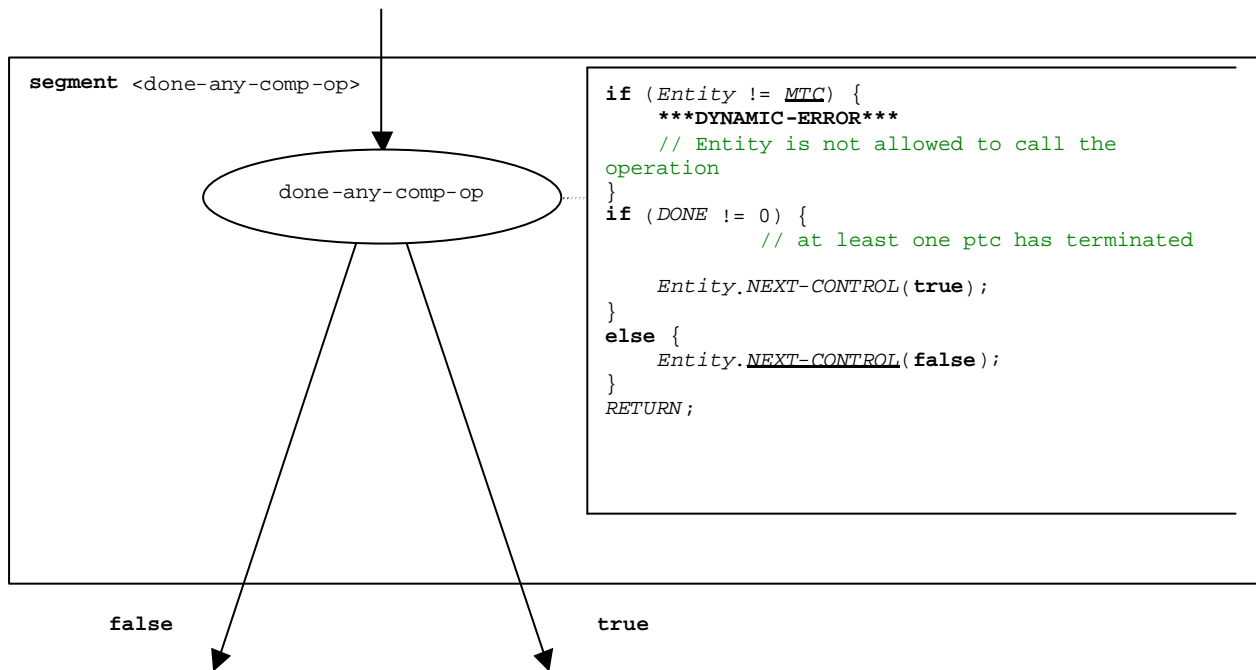 segment <done-any-comp-op>
done-any-comp-op
if (Entity != MTC) {
***DYNAMIC-ERROR***
// Entity is not allowed to call the
operation
}
if (DONE != 0) {
// at least one ptc has terminated
Entity.NEXT-CONTROL(true);
}
else {
Entity.NEXT-CONTROL(false);
}
RETURN;
false
true